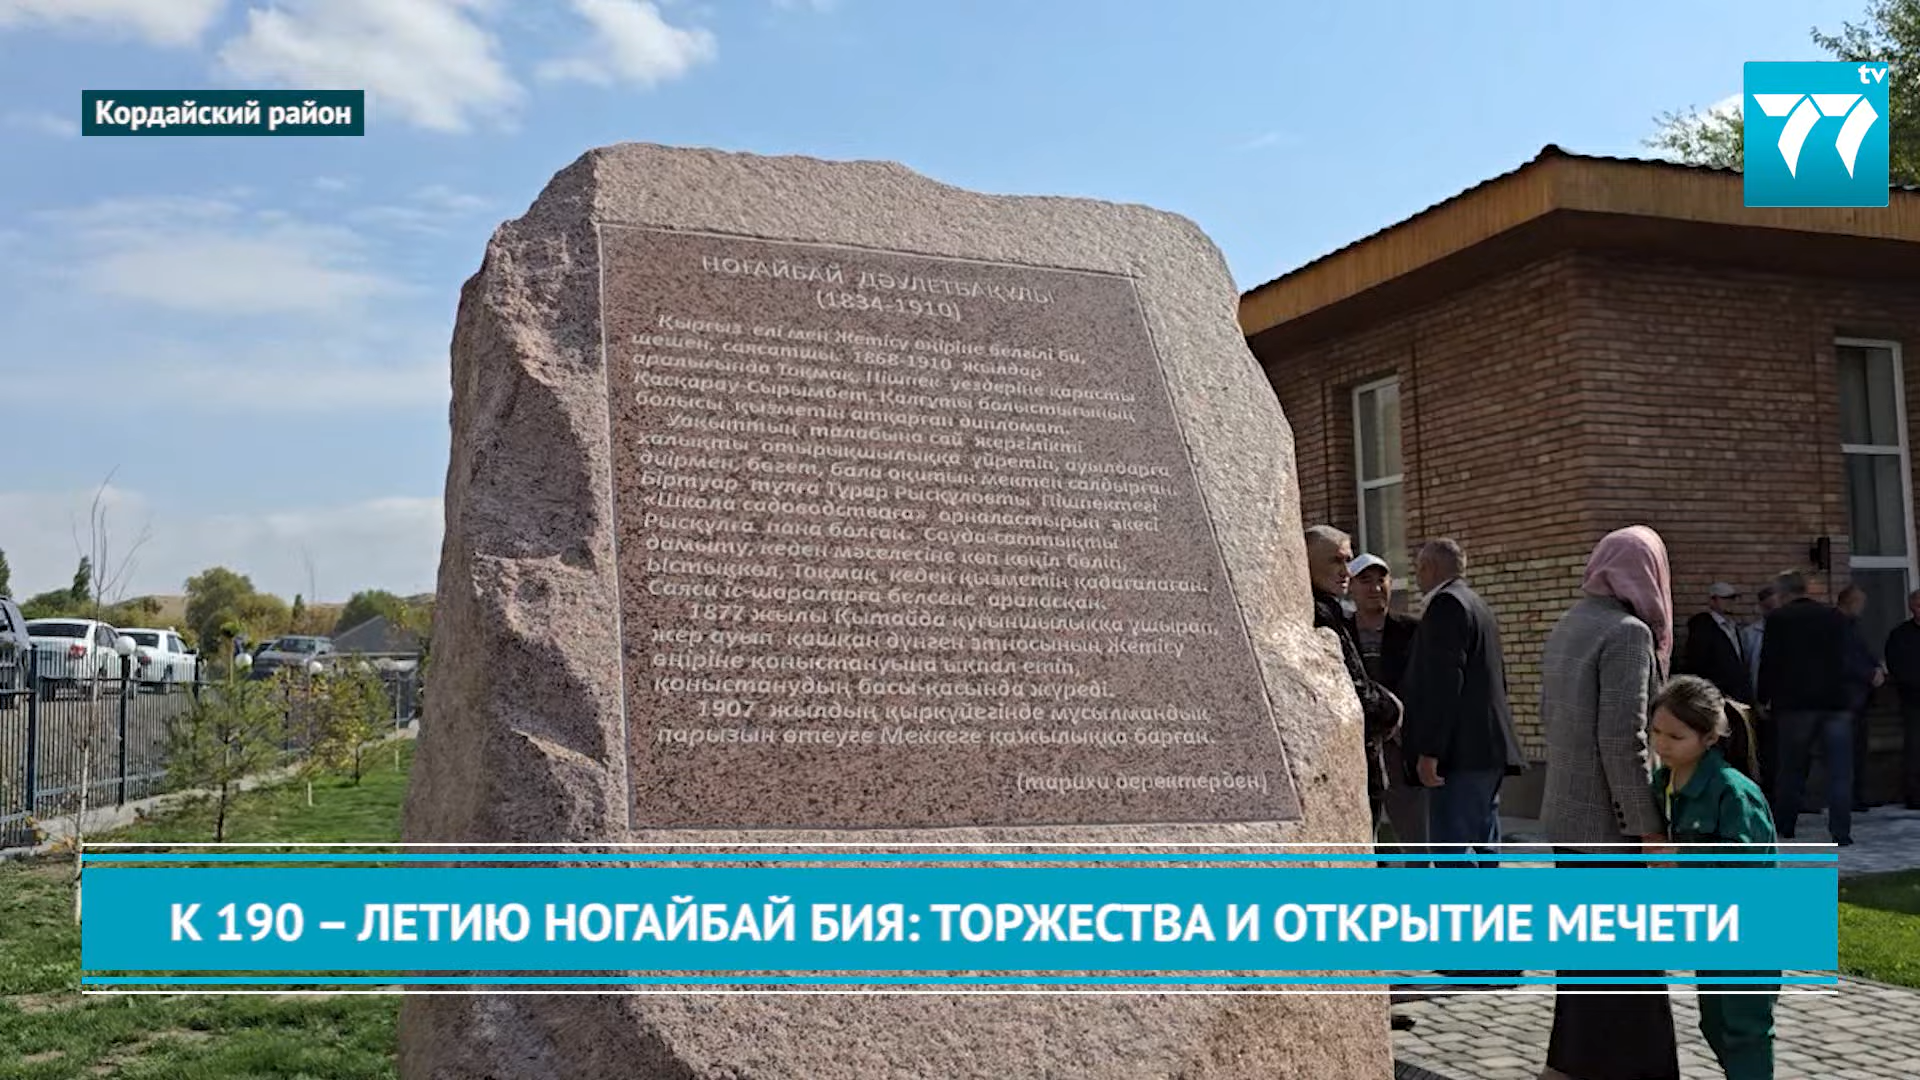 Кордайский район
tv
77
НОҒАЙБАЙ ДӘУЛЕТБАҚҰЛЫ
(1834-1910)
Қырғыз елі мен Жетісу өңіріне белгілі би,
шешен, саясатшы. 1868-1910 жылдар
аралығында Тоқмақ, Пішпек уездеріне қарасты
Қасқарау-Сырымбет, Қалғұты болыстығының
болысы қызметін атқарған дипломат.
Уақыттың талабына сай жергілікті
халықты отырықшылыққа үйретіп, ауылдарға
диірмен, бөгет, бала оқитын мектеп салдырған.
Біртуар тұлға Тұрар Рысқұловты Пішпектегі
«Школа садоводстваға» орналастырып әкесі
Рысқұлға пана болған. Сауда-саттықты
дамыту, кеден мәселесіне көп көңіл бөліп,
Ыстықкөл, Тоқмақ кеден қызметін қадағалаған.
Саяси іс-шараларға белсене араласқан.
1877 жылы Қытайда қуғыншылыққа ұшырап,
жер ауып қашқан дүнген этносының Жетісу
өңіріне қоныстануына ықпал етіп,
қоныстанудың басы-қасында жүреді.
1907 жылдың қыркүйегінде мұсылмандық
парызын өтеуге Меккеге қажылыққа барған.
(тарихи деректерден)
К 190 – ЛЕТИЮ НОГАЙБАЙ БИЯ: ТОРЖЕСТВА И ОТКРЫТИЕ МЕЧЕТИ